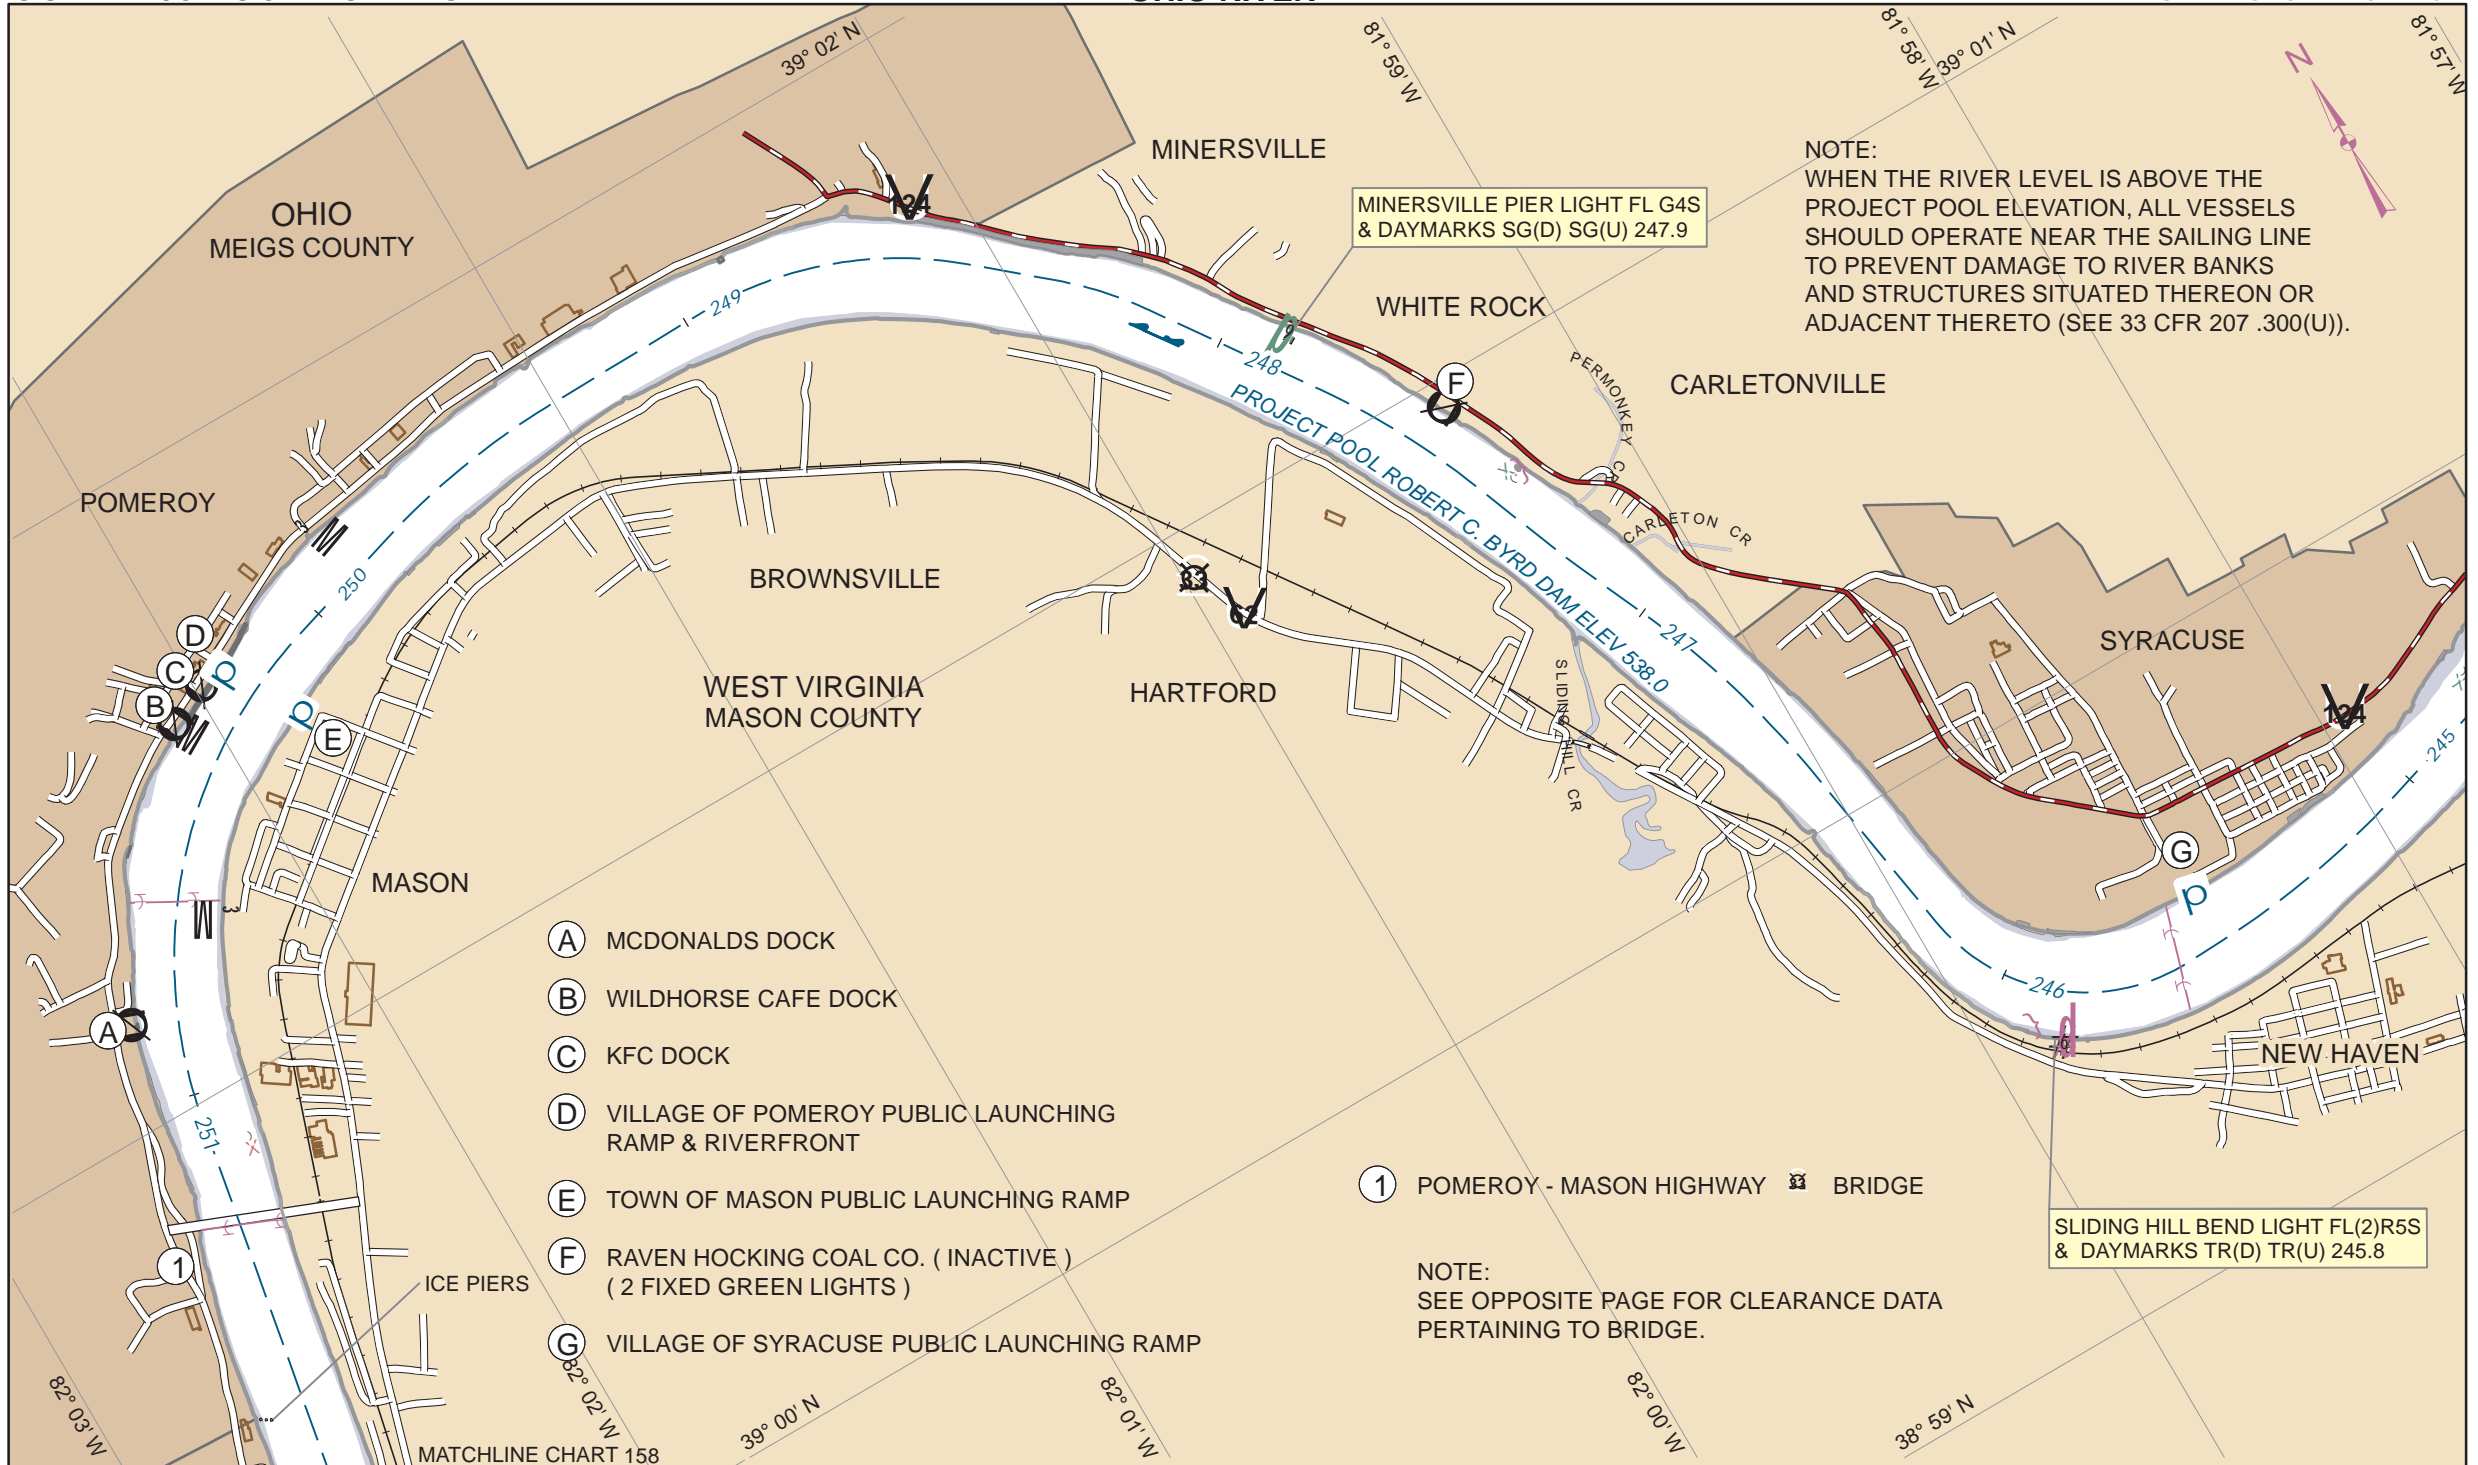 39° 02' N
81° 59' W
81° 58' W
39° 01' N
81° 57' W
N
MINERSVILLE
NOTE:
WHEN THE RIVER LEVEL IS ABOVE THE
PROJECT POOL ELEVATION, ALL VESSELS
SHOULD OPERATE NEAR THE SAILING LINE
TO PREVENT DAMAGE TO RIVER BANKS
AND STRUCTURES SITUATED THEREON OR
ADJACENT THERETO (SEE 33 CFR 207 .300(U)).
OHIO
MEIGS COUNTY
124
MINERSVILLE PIER LIGHT FL G4S
& DAYMARKS SG(D) SG(U) 247.9
249
WHITE ROCK
248
F
PERMONKEY CR
CARLETONVILLE
PROJECT POOL ROBERT C. BYRD DAM ELEV 538.0
POMEROY
CARLETON CR
250
BROWNSVILLE
33
62
247
SYRACUSE
D
C
B
E
WEST VIRGINIA
MASON COUNTY
HARTFORD
SLIDING HILL CR
124
245
G
MASON
246
NEW HAVEN
A
251
1
A MCDONALDS DOCK
B WILDHORSE CAFE DOCK
C KFC DOCK
D VILLAGE OF POMEROY PUBLIC LAUNCHING
RAMP & RIVERFRONT
E TOWN OF MASON PUBLIC LAUNCHING RAMP
F RAVEN HOCKING COAL CO. ( INACTIVE )
( 2 FIXED GREEN LIGHTS )
G VILLAGE OF SYRACUSE PUBLIC LAUNCHING RAMP
1 POMEROY - MASON HIGHWAY 33 BRIDGE
NOTE:
SEE OPPOSITE PAGE FOR CLEARANCE DATA
PERTAINING TO BRIDGE.
SLIDING HILL BEND LIGHT FL(2)R5S
& DAYMARKS TR(D) TR(U) 245.8
ICE PIERS
82° 03' W
82° 02' W
39° 00' N
82° 01' W
82° 00' W
38° 59' N
MATCHLINE CHART 158